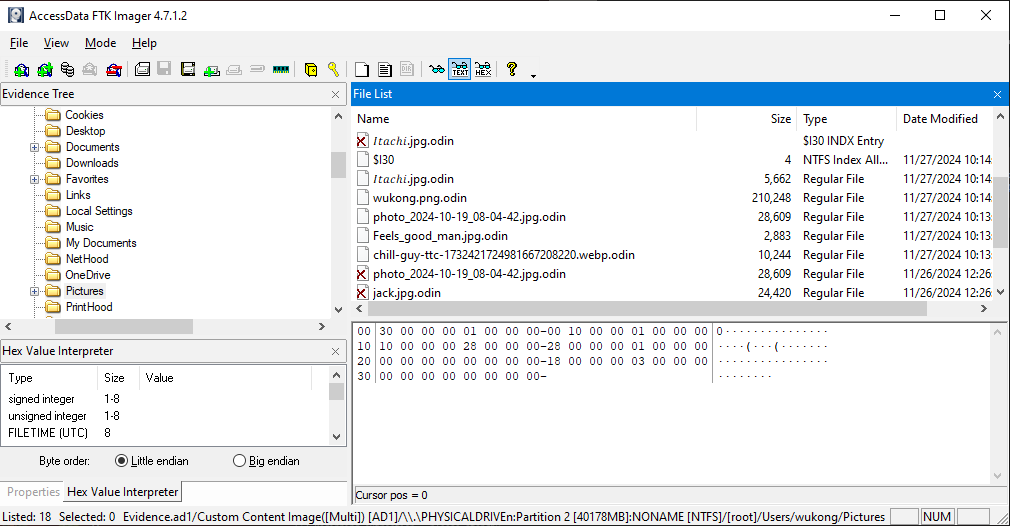 AccessData FTK Imager 4.7.1.2
File View Mode Help
TEXT HEX
Evidence Tree
Cookies
Desktop
Documents
Downloads
Favorites
Links
Local Settings
Music
My Documents
NetHood
OneDrive
Pictures
PrintHood
Hex Value Interpreter
Type Size Value
signed integer 1-8
unsigned integer 1-8
FILETIME (UTC) 8
Byte order: Little endian Big endian
Properties Hex Value Interpreter
File List
Name Size Type Date Modified
𝐼𝑡𝑎𝑐ℎ𝑖.jpg.odin $I30 INDX Entry
$I30 4 NTFS Index All... 11/27/2024 10:14:
𝐼𝑡𝑎𝑐ℎ𝑖.jpg.odin 5,662 Regular File 11/27/2024 10:14:
wukong.png.odin 210,248 Regular File 11/27/2024 10:14:
photo_2024-10-19_08-04-42.jpg.odin 28,609 Regular File 11/27/2024 10:13:
Feels_good_man.jpg.odin 2,883 Regular File 11/27/2024 10:13:
chill-guy-ttc-1732421724981667208220.webp.odin 10,244 Regular File 11/27/2024 10:13:
photo_2024-10-19_08-04-42.jpg.odin 28,609 Regular File 11/26/2024 12:26:
jack.jpg.odin 24,420 Regular File 11/26/2024 12:26:
00 30 00 00 00 01 00 00 00-00 10 00 00 01 00 00 00 0···············
10 10 00 00 00 28 00 00 00-28 00 00 00 01 00 00 00 ····(···(·······
20 00 00 00 00 00 00 00 00-18 00 00 00 03 00 00 00 ················
30 00 00 00 00 00 00 00 00- ········
Cursor pos = 0
Listed: 18 Selected: 0 Evidence.ad1/Custom Content Image([Multi]) [AD1]/\\.\PHYSICALDRIVEn:Partition 2 [40178MB]:NONAME [NTFS]/[root]/Users/wukong/Pictures NUM